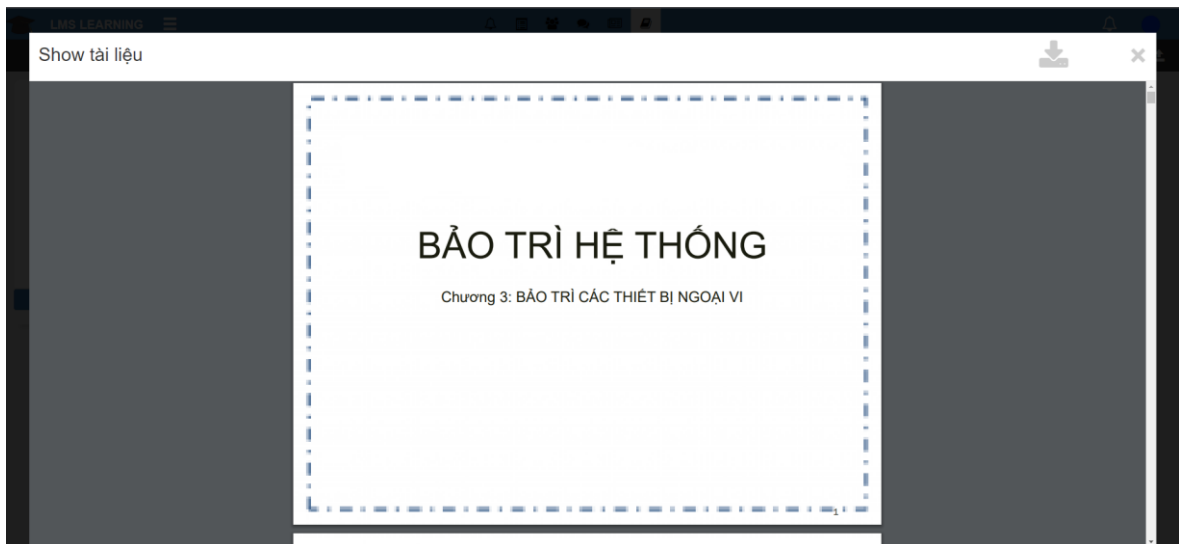 LMS LEARNING
Show tài liệu
BẢO TRÌ HỆ THỐNG
Chương 3: BẢO TRÌ CÁC THIẾT BỊ NGOẠI VI
1